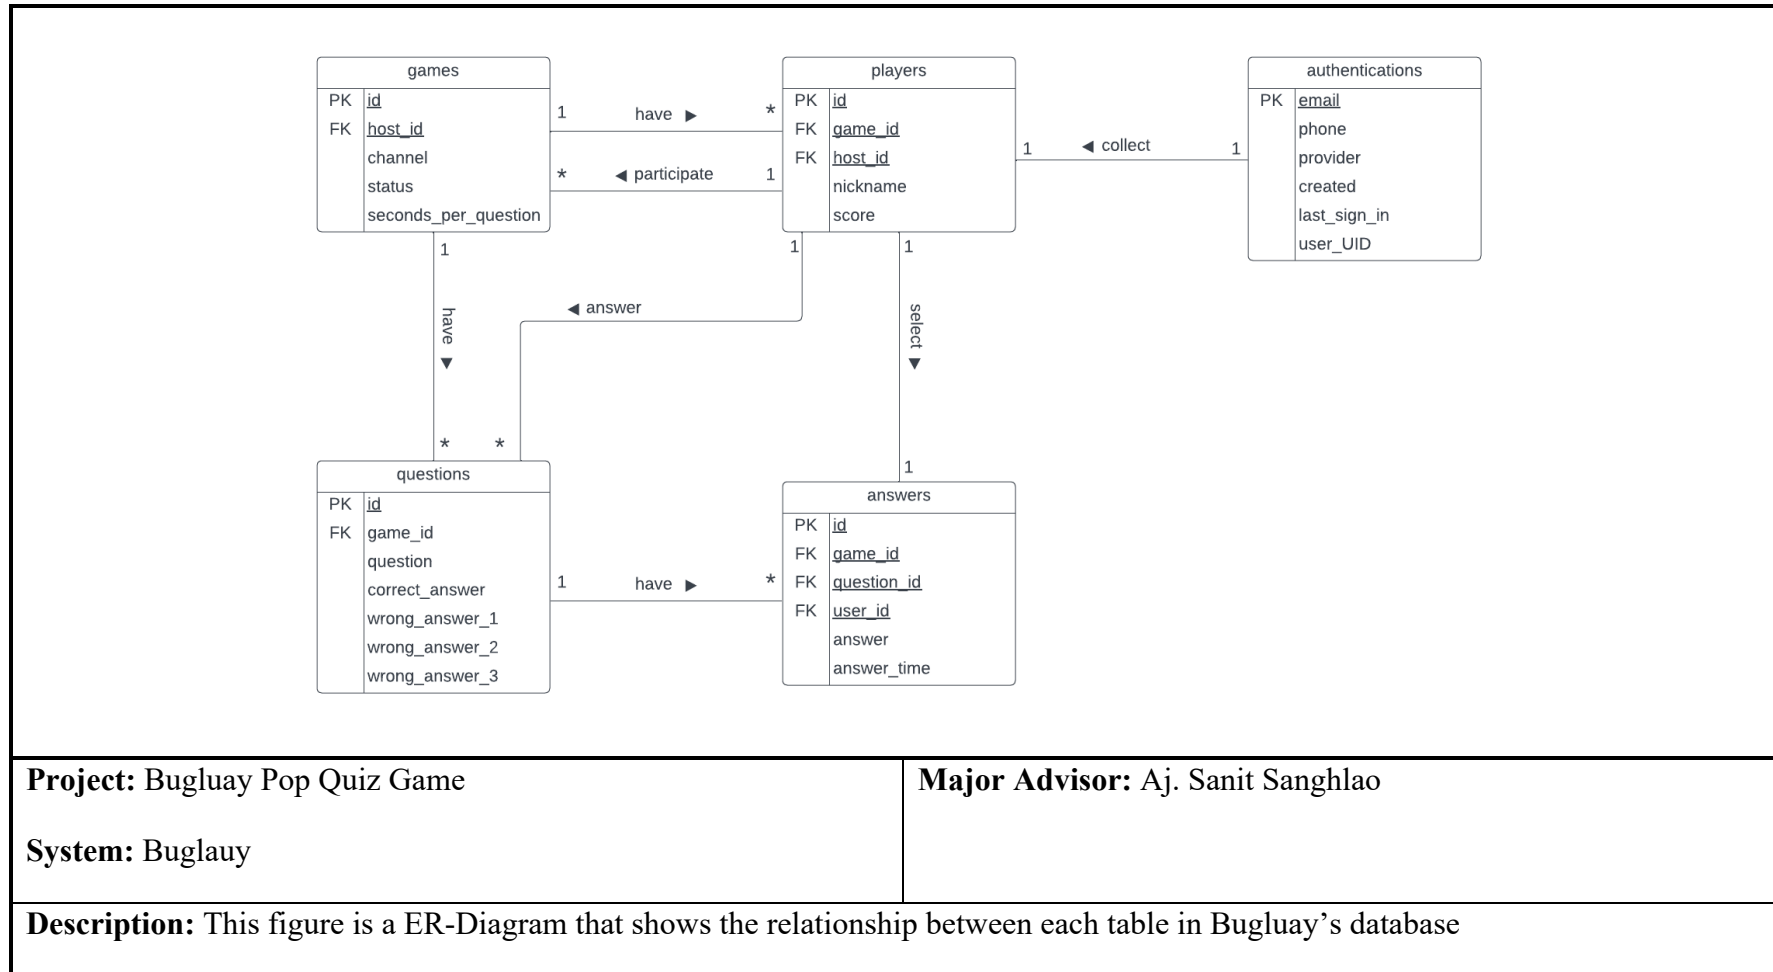 games
PK id
FK host_id
channel
status
seconds_per_question
1 have ▶ *
* ◀ participate 1
players
PK id
FK game_id
FK host_id
nickname
score
1 ◀ collect 1
authentications
PK email
phone
provider
created
last_sign_in
user_UID
1
have ▼
*
1
◀ answer
*
1
select ▼
1
questions
PK id
FK game_id
question
correct_answer
wrong_answer_1
wrong_answer_2
wrong_answer_3
1 have ▶ *
answers
PK id
FK game_id
FK question_id
FK user_id
answer
answer_time
Project: Bugluay Pop Quiz Game
System: Buglauy
Major Advisor: Aj. Sanit Sanghlao
Description: This figure is a ER-Diagram that shows the relationship between each table in Bugluay’s database